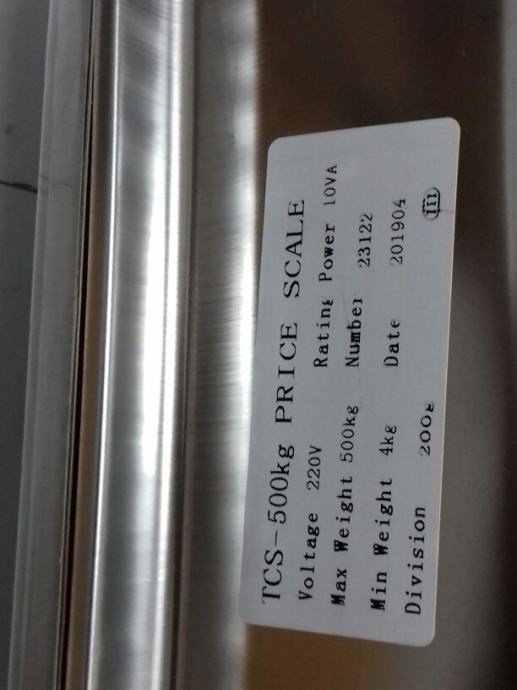 TCS-500kg PRICE SCALE
Voltage 220V Rating Power 10VA
Max Weight 500kg Number 23122
Min Weight 4kg Date 201904
Division 200g III